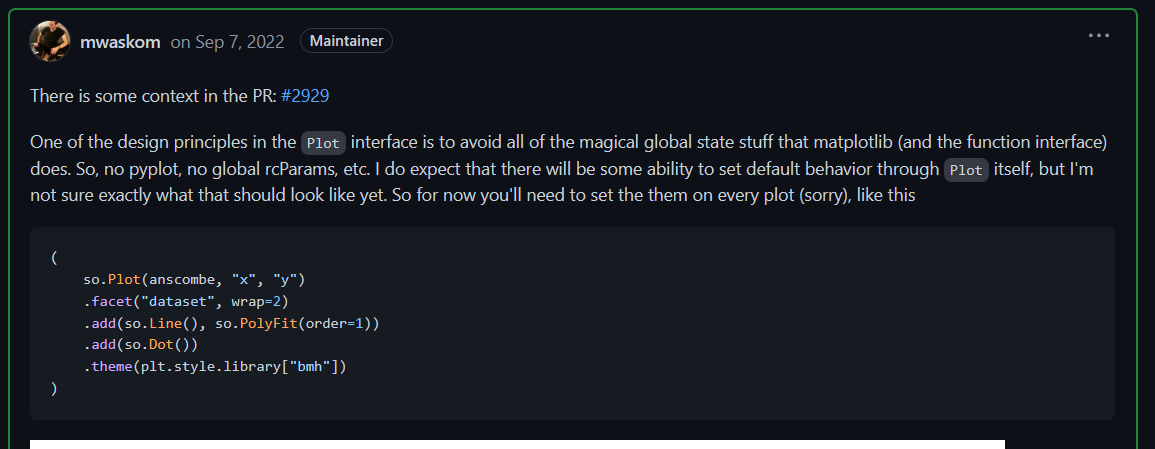 mwaskom on Sep 7, 2022 Maintainer
There is some context in the PR: #2929
One of the design principles in the Plot interface is to avoid all of the magical global state stuff that matplotlib (and the function interface)
does. So, no pyplot, no global rcParams, etc. I do expect that there will be some ability to set default behavior through Plot itself, but I'm
not sure exactly what that should look like yet. So for now you'll need to set the them on every plot (sorry), like this
(
    so.Plot(anscombe, "x", "y")
    .facet("dataset", wrap=2)
    .add(so.Line(), so.PolyFit(order=1))
    .add(so.Dot())
    .theme(plt.style.library["bmh"])
)